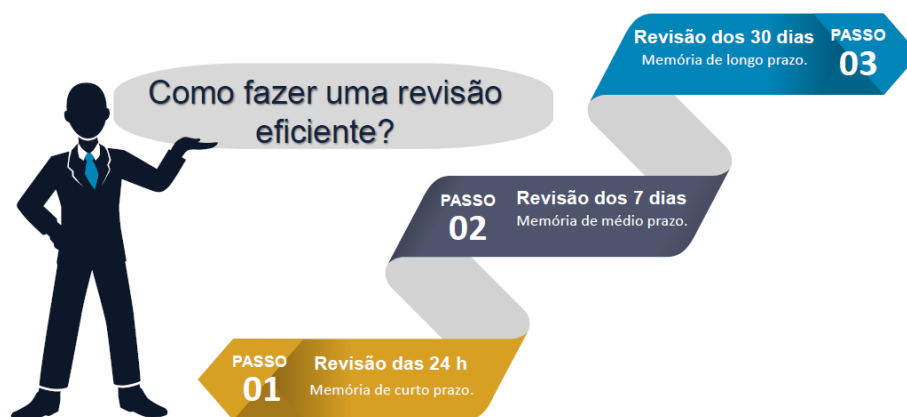 Como fazer uma revisão
eficiente?
PASSO
01
Revisão das 24 h
Memória de curto prazo.
PASSO
02
Revisão dos 7 dias
Memória de médio prazo.
Revisão dos 30 dias
Memória de longo prazo.
PASSO
03